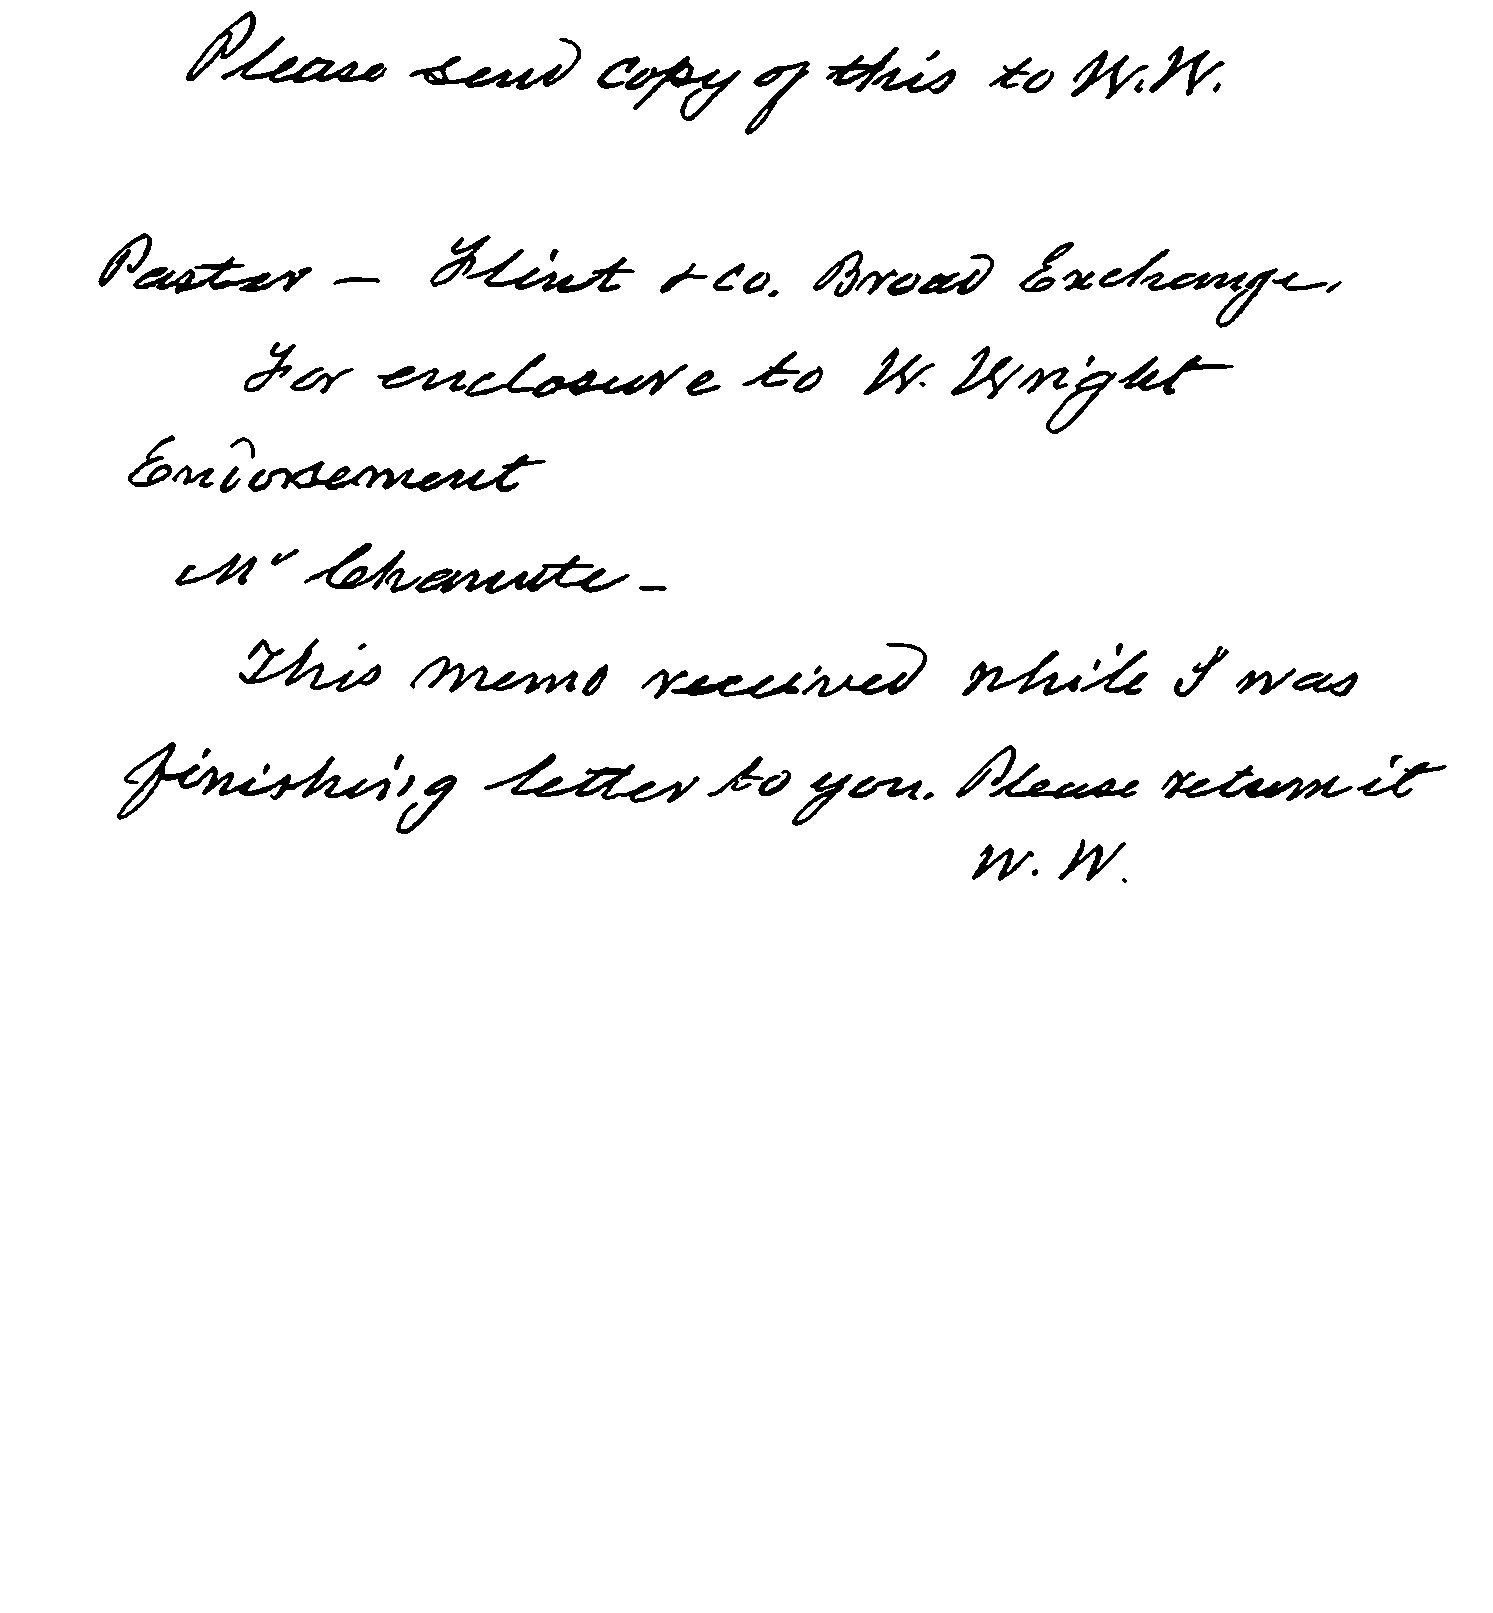 Please send copy of this to W.W.
Paster - Flint & Co. Broad Exchange.
For enclosure to W. Wright
Endorsement
Mr Chanute -
This memo received while I was
finishing letter to you. Please return it
W. W.